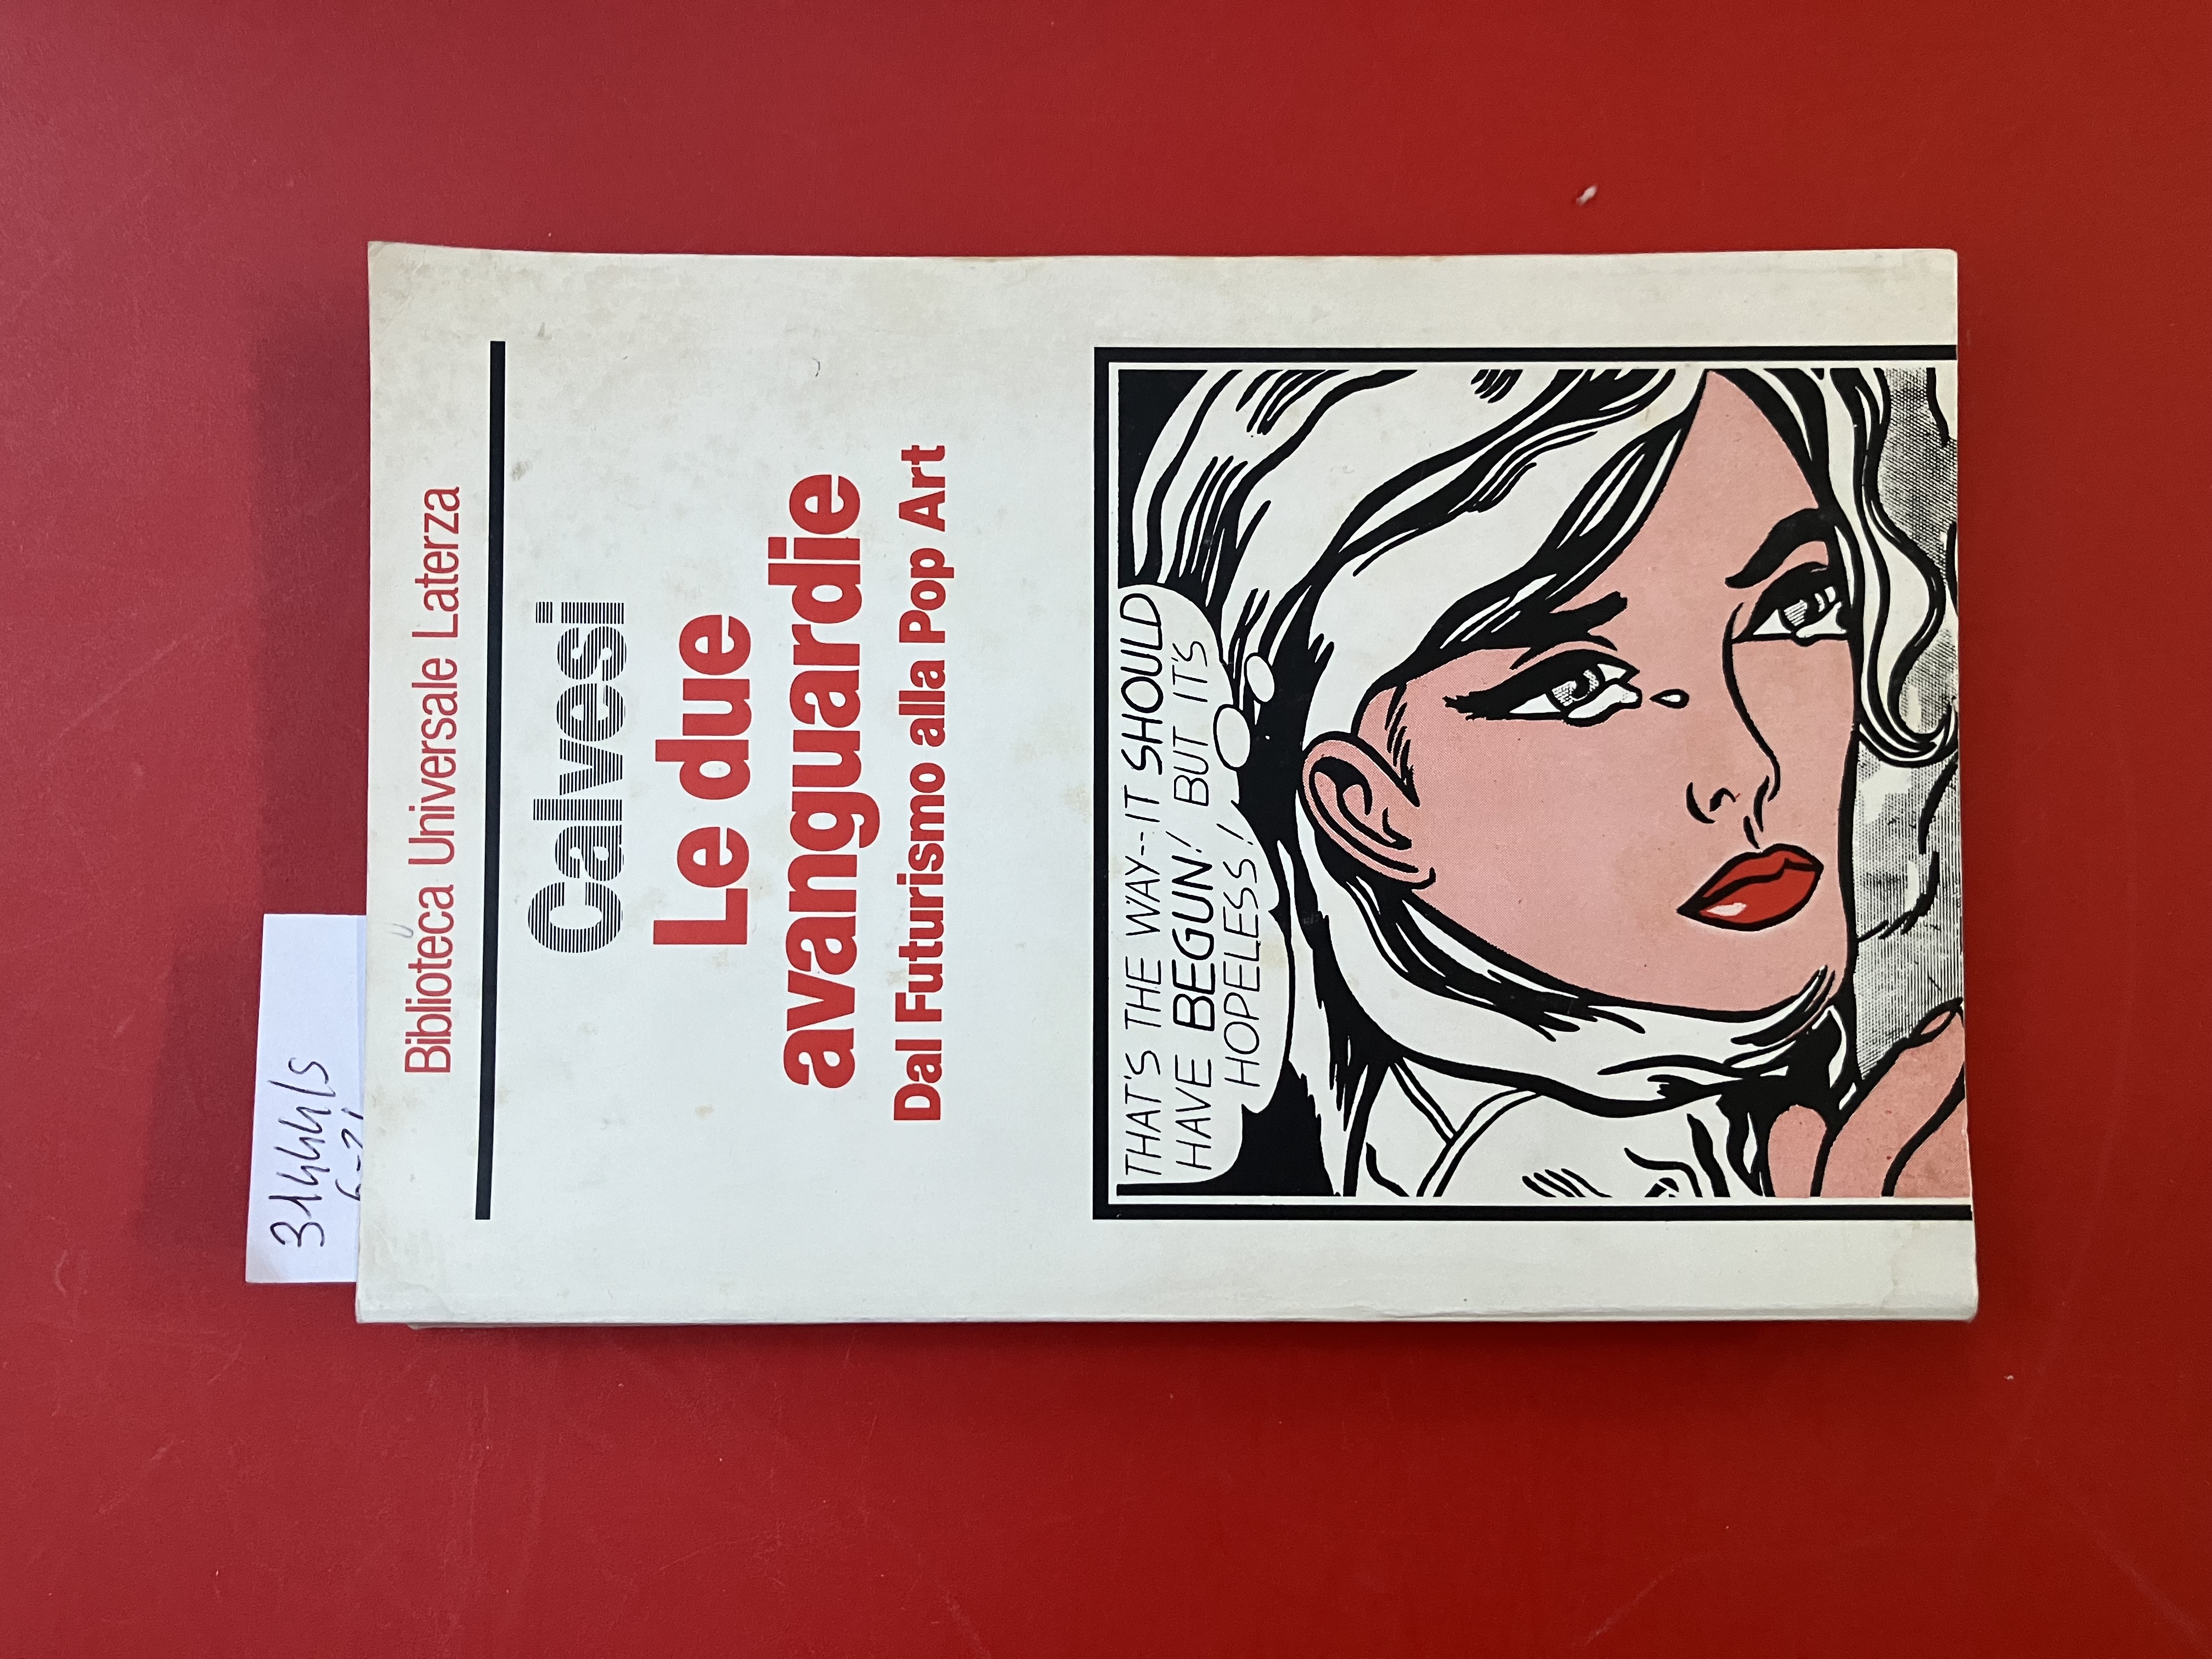 Biblioteca Universale Laterza
Calvesi
Le due
avanguardie
Dal Futurismo alla Pop Art
THAT'S THE WAY--IT SHOULD
HAVE BEGUN! BUT IT'S
HOPELESS!